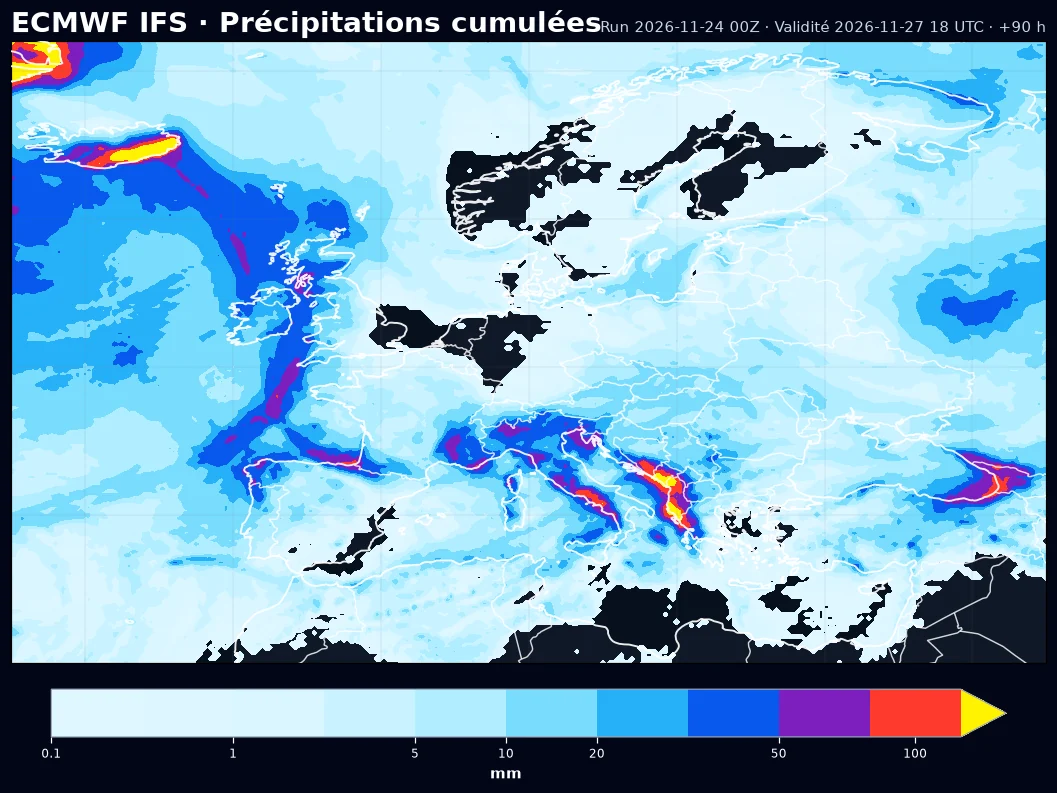 ECMWF IFS · Précipitations cumulées
Run 2026-11-24 00Z · Validité 2026-11-27 18 UTC · +90 h
0.1 1 5 10 20 50 100
mm